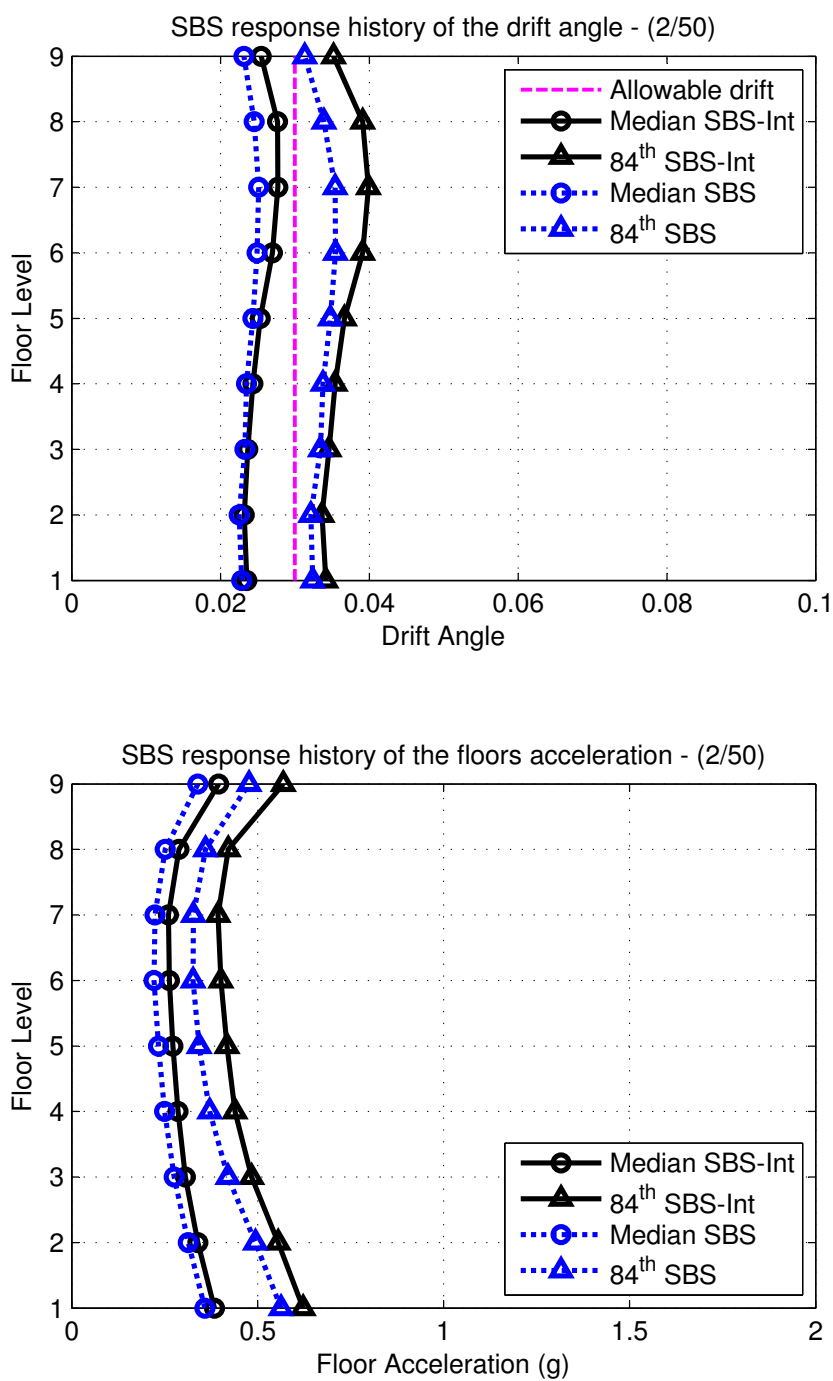 SBS response history of the drift angle - (2/50)
9
8
7
6
5
4
3
2
1
Floor Level
Allowable drift
Median SBS-Int
84th SBS-Int
Median SBS
84th SBS
0 0.02 0.04 0.06 0.08 0.1
Drift Angle
SBS response history of the floors acceleration - (2/50)
9
8
7
6
5
4
3
2
1
Floor Level
Median SBS-Int
84th SBS-Int
Median SBS
84th SBS
0 0.5 1 1.5 2
Floor Acceleration (g)